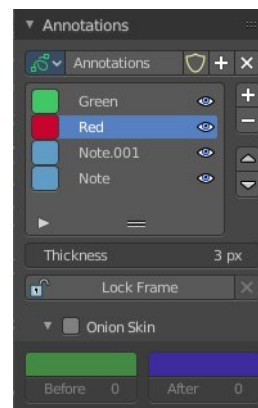 Annotations
Annotations
Green
Red
Note.001
Note
Thickness 3 px
Lock Frame
Onion Skin
Before 0 After 0